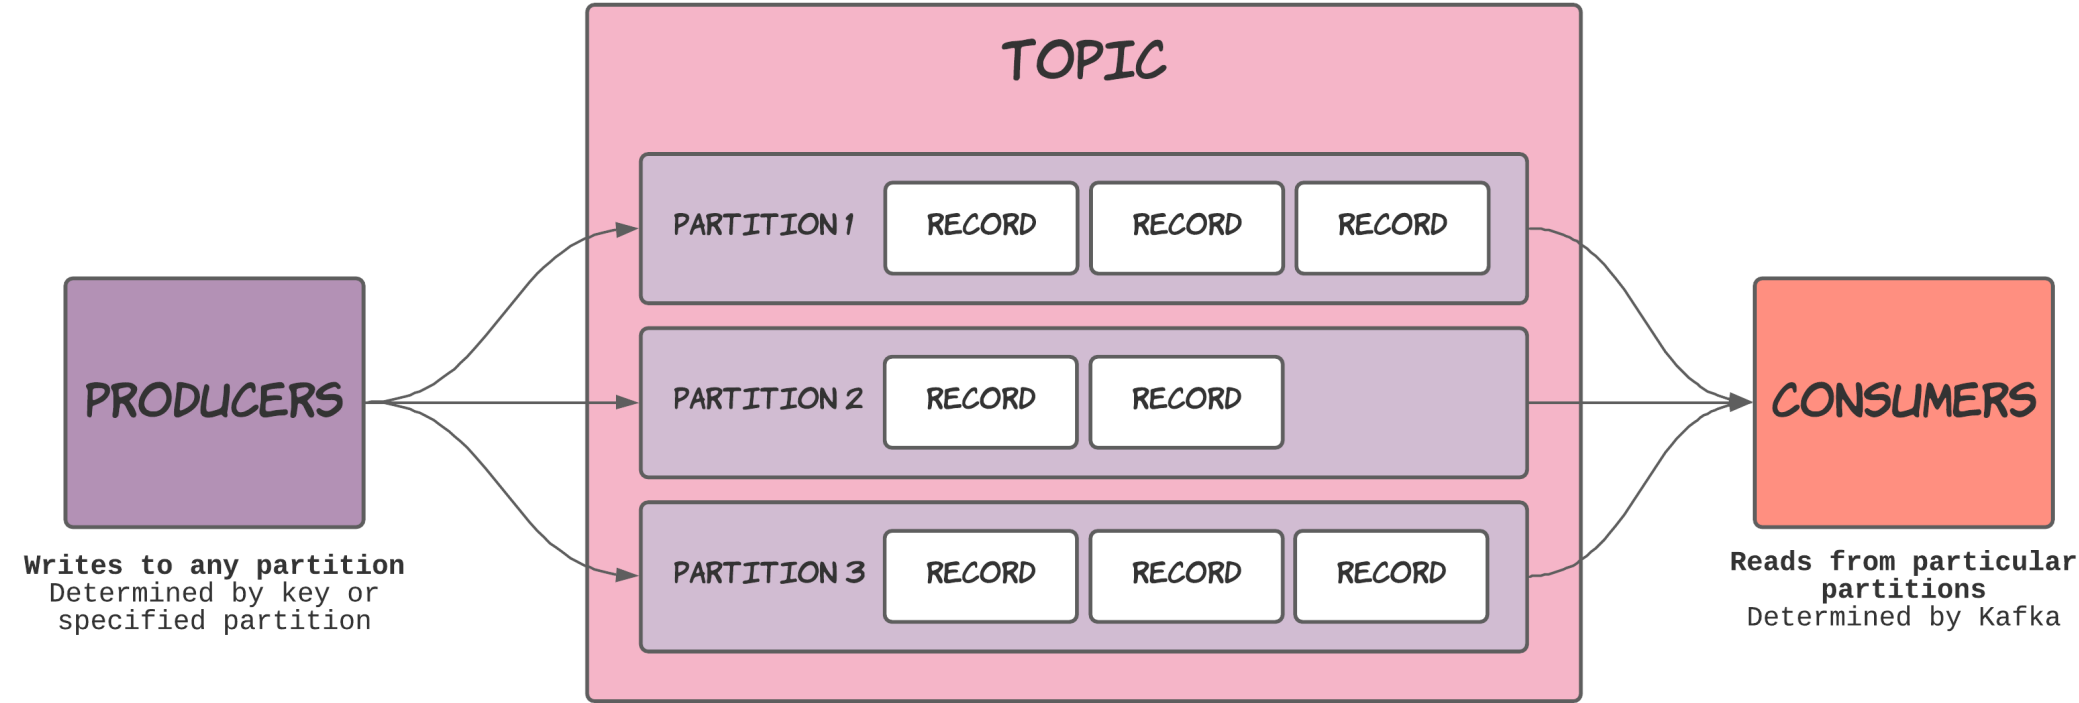 TOPIC
PARTITION 1 RECORD RECORD RECORD
PARTITION 2 RECORD RECORD
PARTITION 3 RECORD RECORD RECORD
PRODUCERS
Writes to any partition
Determined by key or
specified partition
CONSUMERS
Reads from particular
partitions
Determined by Kafka